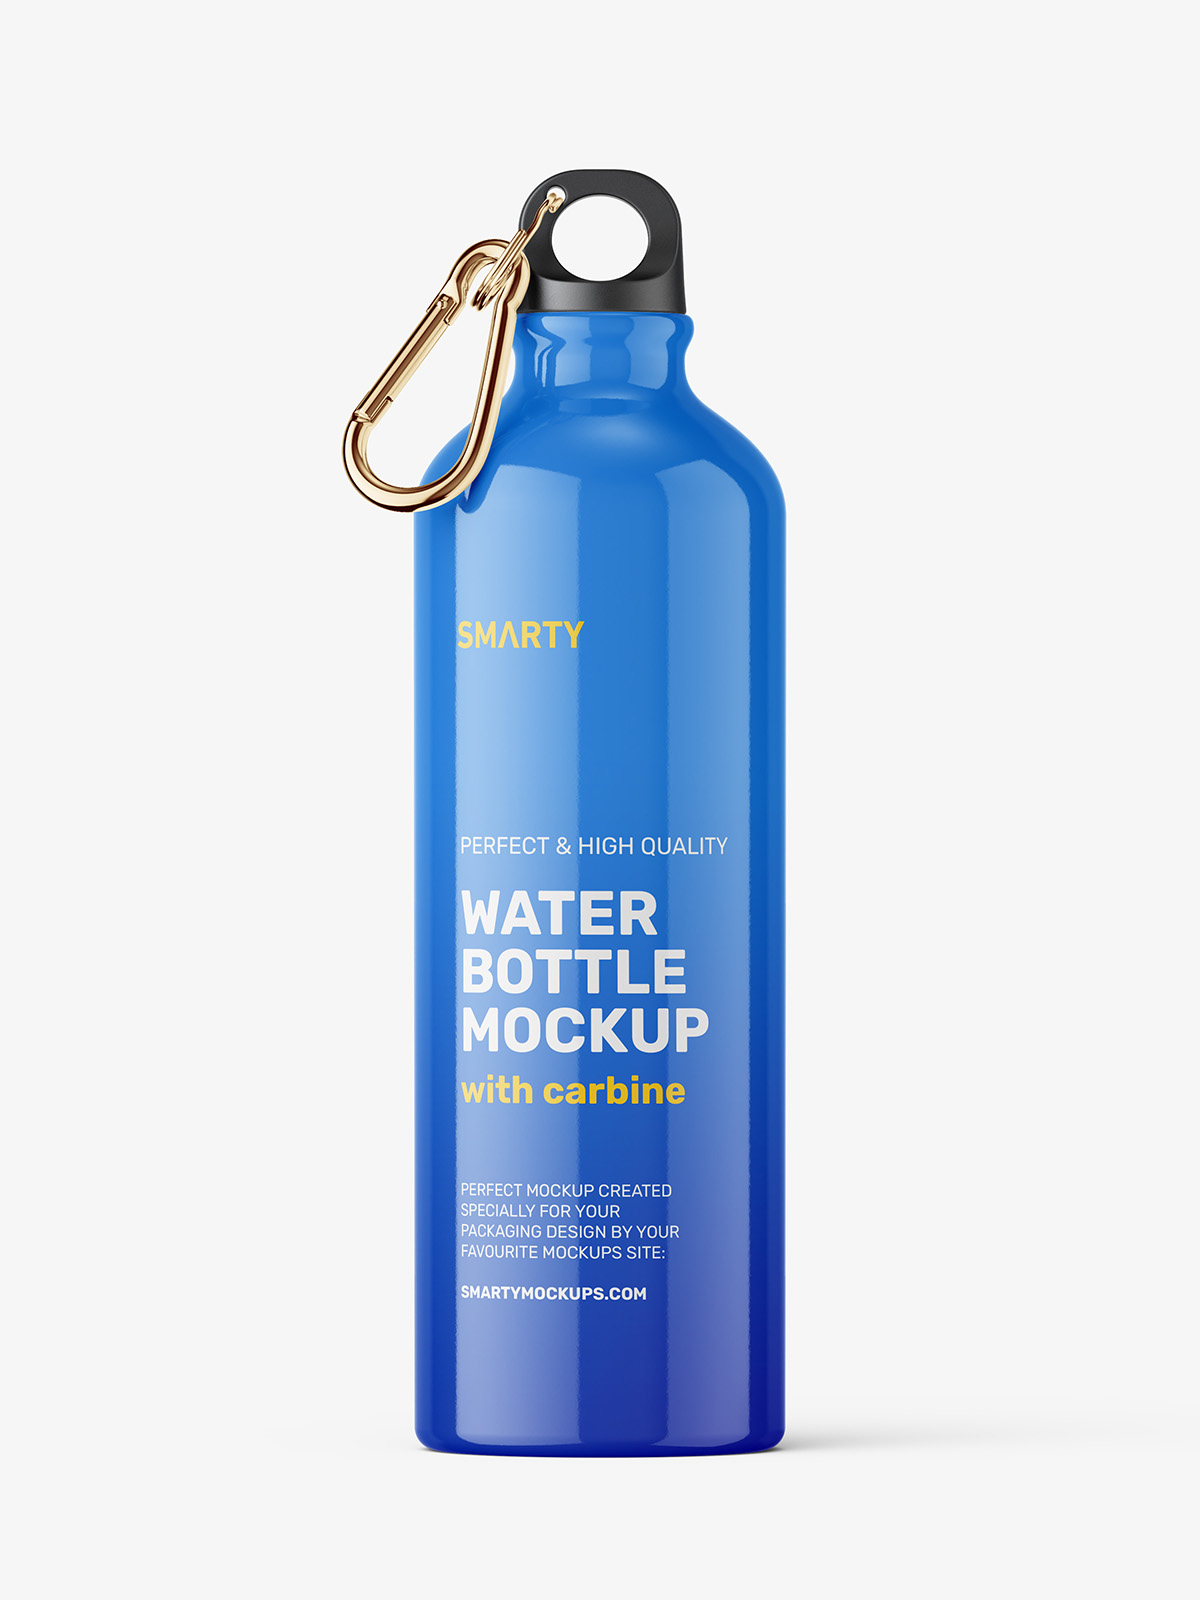 SMARTY
PERFECT & HIGH QUALITY
WATER
BOTTLE
MOCKUP
with carbine
PERFECT MOCKUP CREATED
SPECIALLY FOR YOUR
PACKAGING DESIGN BY YOUR
FAVOURITE MOCKUPS SITE:
SMARTYMOCKUPS.COM